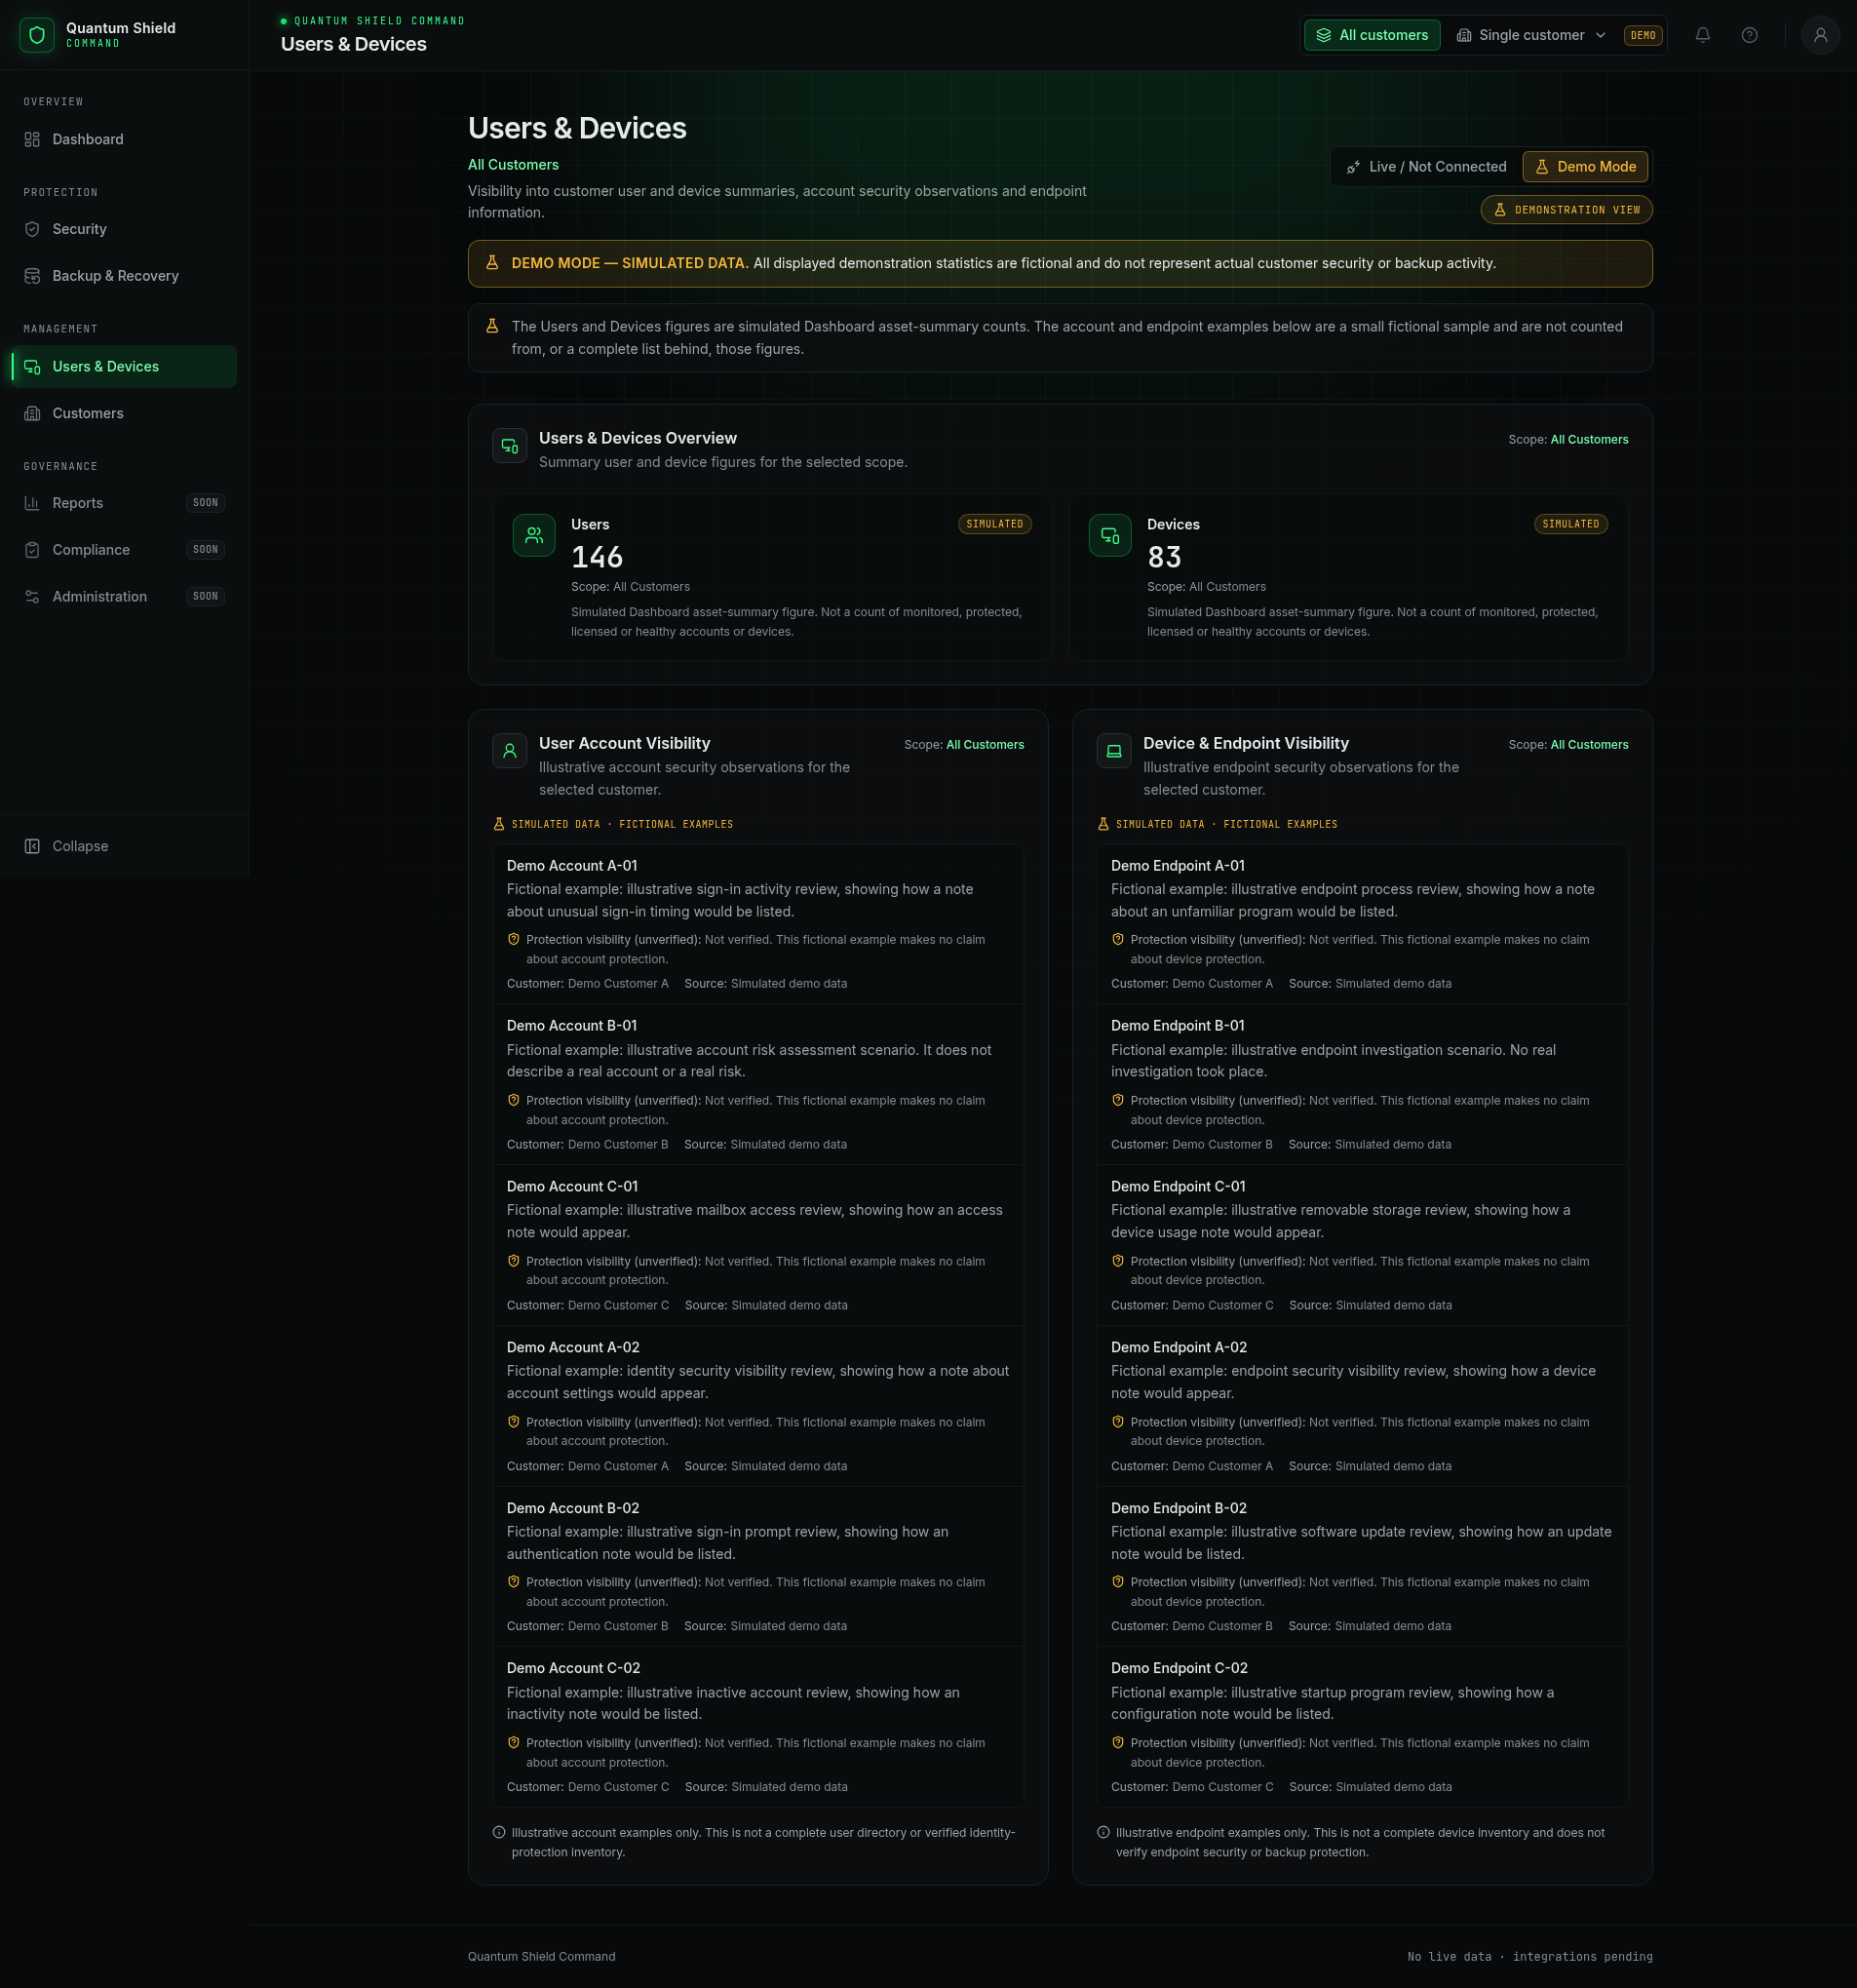 Quantum Shield
COMMAND
OVERVIEW
Dashboard
PROTECTION
Security
Backup & Recovery
MANAGEMENT
Users & Devices
Customers
GOVERNANCE
Reports SOON
Compliance SOON
Administration SOON
Collapse
QUANTUM SHIELD COMMAND
Users & Devices
All customers
Single customer
DEMO
Users & Devices
All Customers
Visibility into customer user and device summaries, account security observations and endpoint
information.
Live / Not Connected
Demo Mode
DEMONSTRATION VIEW
DEMO MODE — SIMULATED DATA. All displayed demonstration statistics are fictional and do not represent actual customer security or backup activity.
The Users and Devices figures are simulated Dashboard asset-summary counts. The account and endpoint examples below are a small fictional sample and are not counted
from, or a complete list behind, those figures.
Users & Devices Overview
Summary user and device figures for the selected scope.
Scope: All Customers
Users
SIMULATED
146
Scope: All Customers
Simulated Dashboard asset-summary figure. Not a count of monitored, protected,
licensed or healthy accounts or devices.
Devices
SIMULATED
83
Scope: All Customers
Simulated Dashboard asset-summary figure. Not a count of monitored, protected,
licensed or healthy accounts or devices.
User Account Visibility
Scope: All Customers
Illustrative account security observations for the
selected customer.
SIMULATED DATA · FICTIONAL EXAMPLES
Demo Account A-01
Fictional example: illustrative sign-in activity review, showing how a note
about unusual sign-in timing would be listed.
Protection visibility (unverified): Not verified. This fictional example makes no claim
about account protection.
Customer: Demo Customer A Source: Simulated demo data
Demo Account B-01
Fictional example: illustrative account risk assessment scenario. It does not
describe a real account or a real risk.
Protection visibility (unverified): Not verified. This fictional example makes no claim
about account protection.
Customer: Demo Customer B Source: Simulated demo data
Demo Account C-01
Fictional example: illustrative mailbox access review, showing how an access
note would appear.
Protection visibility (unverified): Not verified. This fictional example makes no claim
about account protection.
Customer: Demo Customer C Source: Simulated demo data
Demo Account A-02
Fictional example: identity security visibility review, showing how a note about
account settings would appear.
Protection visibility (unverified): Not verified. This fictional example makes no claim
about account protection.
Customer: Demo Customer A Source: Simulated demo data
Demo Account B-02
Fictional example: illustrative sign-in prompt review, showing how an
authentication note would be listed.
Protection visibility (unverified): Not verified. This fictional example makes no claim
about account protection.
Customer: Demo Customer B Source: Simulated demo data
Demo Account C-02
Fictional example: illustrative inactive account review, showing how an
inactivity note would be listed.
Protection visibility (unverified): Not verified. This fictional example makes no claim
about account protection.
Customer: Demo Customer C Source: Simulated demo data
Illustrative account examples only. This is not a complete user directory or verified identity-
protection inventory.
Device & Endpoint Visibility
Scope: All Customers
Illustrative endpoint security observations for the
selected customer.
SIMULATED DATA · FICTIONAL EXAMPLES
Demo Endpoint A-01
Fictional example: illustrative endpoint process review, showing how a note
about an unfamiliar program would be listed.
Protection visibility (unverified): Not verified. This fictional example makes no claim
about device protection.
Customer: Demo Customer A Source: Simulated demo data
Demo Endpoint B-01
Fictional example: illustrative endpoint investigation scenario. No real
investigation took place.
Protection visibility (unverified): Not verified. This fictional example makes no claim
about device protection.
Customer: Demo Customer B Source: Simulated demo data
Demo Endpoint C-01
Fictional example: illustrative removable storage review, showing how a
device usage note would appear.
Protection visibility (unverified): Not verified. This fictional example makes no claim
about device protection.
Customer: Demo Customer C Source: Simulated demo data
Demo Endpoint A-02
Fictional example: endpoint security visibility review, showing how a device
note would appear.
Protection visibility (unverified): Not verified. This fictional example makes no claim
about device protection.
Customer: Demo Customer A Source: Simulated demo data
Demo Endpoint B-02
Fictional example: illustrative software update review, showing how an update
note would be listed.
Protection visibility (unverified): Not verified. This fictional example makes no claim
about device protection.
Customer: Demo Customer B Source: Simulated demo data
Demo Endpoint C-02
Fictional example: illustrative startup program review, showing how a
configuration note would be listed.
Protection visibility (unverified): Not verified. This fictional example makes no claim
about device protection.
Customer: Demo Customer C Source: Simulated demo data
Illustrative endpoint examples only. This is not a complete device inventory and does not
verify endpoint security or backup protection.
Quantum Shield Command
No live data · integrations pending